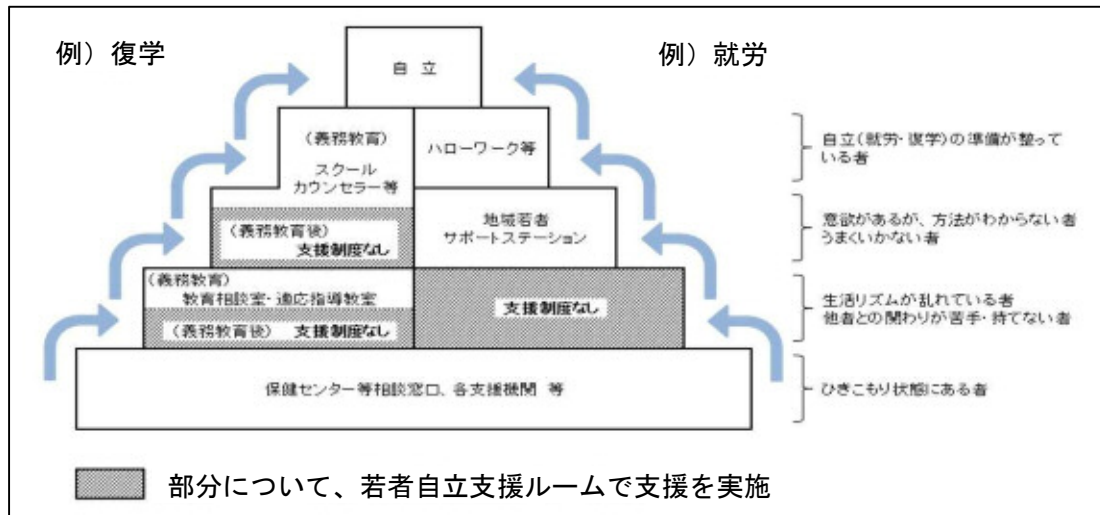 例）復学
例）就労
自 立
（義務教育）
スクール
カウンセラー等
ハローワーク等
自立（就労・復学）の準備が整って
いる者
（義務教育後）
支援制度なし
地域若者
サポートステーション
意欲があるが、方法がわからない者
うまくいかない者
（義務教育）
教育相談室・適応指導教室
（義務教育後） 支援制度なし
支援制度なし
生活リズムが乱れている者
他者との関わりが苦手・持てない者
保健センター等相談窓口、各支援機関 等
ひきこもり状態にある者
部分について、若者自立支援ルームで支援を実施